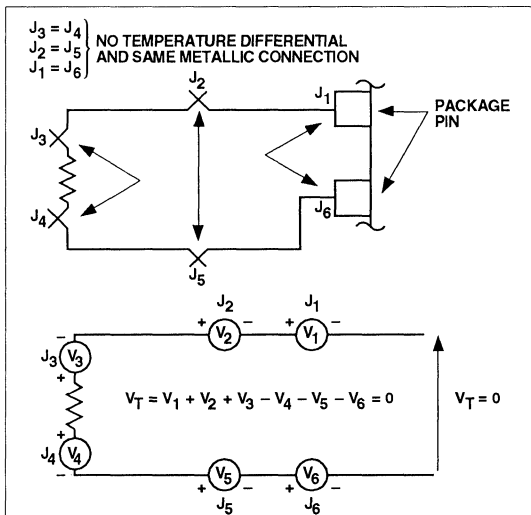 J3 = J4
J2 = J5
J1 = J6
NO TEMPERATURE DIFFERENTIAL
AND SAME METALLIC CONNECTION
J2
J1
J3
PACKAGE
PIN
J4
J6
J5
J2 J1
+ V2 − + V1 −
−
J3 V3
+
VT = V1 + V2 + V3 − V4 − V5 − V6 = 0
VT = 0
+
J4 V4
−
+ V5 − + V6 −
J5 J6